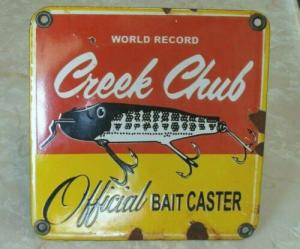 WORLD RECORD
Creek Chub
Official BAIT CASTER